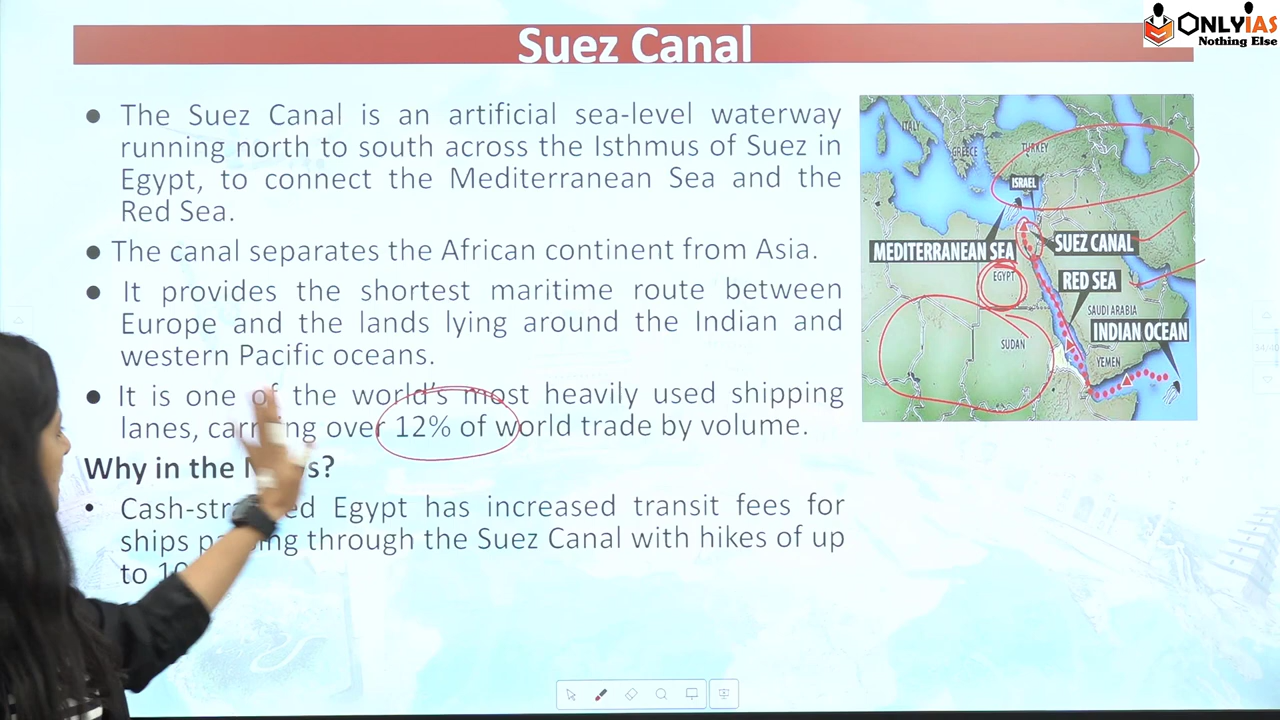 Suez Canal
ONLYIAS
Nothing Else
● The Suez Canal is an artificial sea-level waterway
running north to south across the Isthmus of Suez in
Egypt, to connect the Mediterranean Sea and the
Red Sea.
● The canal separates the African continent from Asia.
● It provides the shortest maritime route between
Europe and the lands lying around the Indian and
western Pacific oceans.
● It is one of the world's most heavily used shipping
lanes, over 12% of world trade by volume.
Why in the
• Egypt has increased transit fees for
ships through the Suez Canal with hikes of up
to
ITALY
GREECE
TURKEY
ISRAEL
MEDITERRANEAN SEA
SUEZ CANAL
EGYPT
RED SEA
SAUDI ARABIA
SUDAN
INDIAN OCEAN
YEMEN
34/40